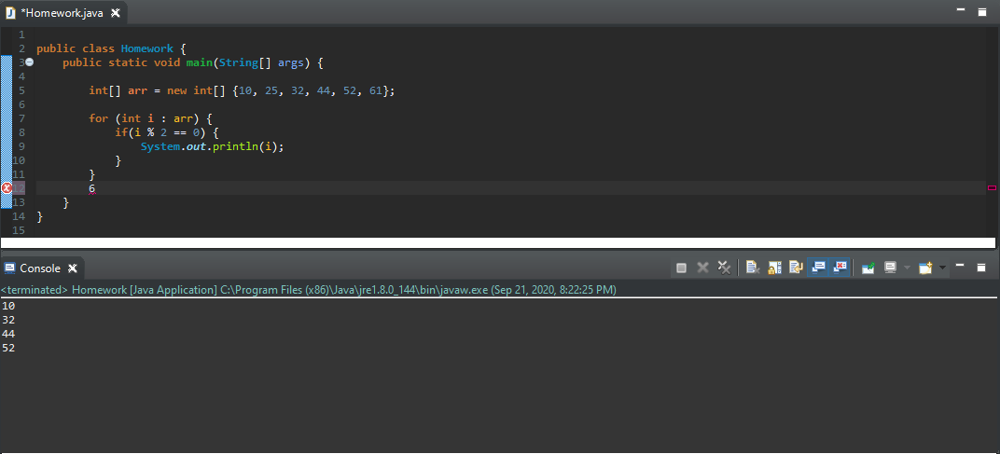 *Homework.java
1
2 public class Homework {
3 public static void main(String[] args) {
4
5 int[] arr = new int[] {10, 25, 32, 44, 52, 61};
6
7 for (int i : arr) {
8 if(i % 2 == 0) {
9 System.out.println(i);
10 }
11 }
12 6
13 }
14 }
15
Console
<terminated> Homework [Java Application] C:\Program Files (x86)\Java\jre1.8.0_144\bin\javaw.exe (Sep 21, 2020, 8:22:25 PM)
10
32
44
52